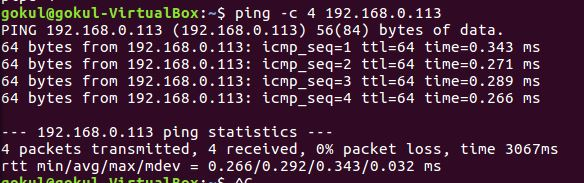 gokul@gokul-VirtualBox:~$ ping -c 4 192.168.0.113
PING 192.168.0.113 (192.168.0.113) 56(84) bytes of data.
64 bytes from 192.168.0.113: icmp_seq=1 ttl=64 time=0.343 ms
64 bytes from 192.168.0.113: icmp_seq=2 ttl=64 time=0.271 ms
64 bytes from 192.168.0.113: icmp_seq=3 ttl=64 time=0.289 ms
64 bytes from 192.168.0.113: icmp_seq=4 ttl=64 time=0.266 ms
--- 192.168.0.113 ping statistics ---
4 packets transmitted, 4 received, 0% packet loss, time 3067ms
rtt min/avg/max/mdev = 0.266/0.292/0.343/0.032 ms
gokul@gokul-VirtualBox:~$ ^C